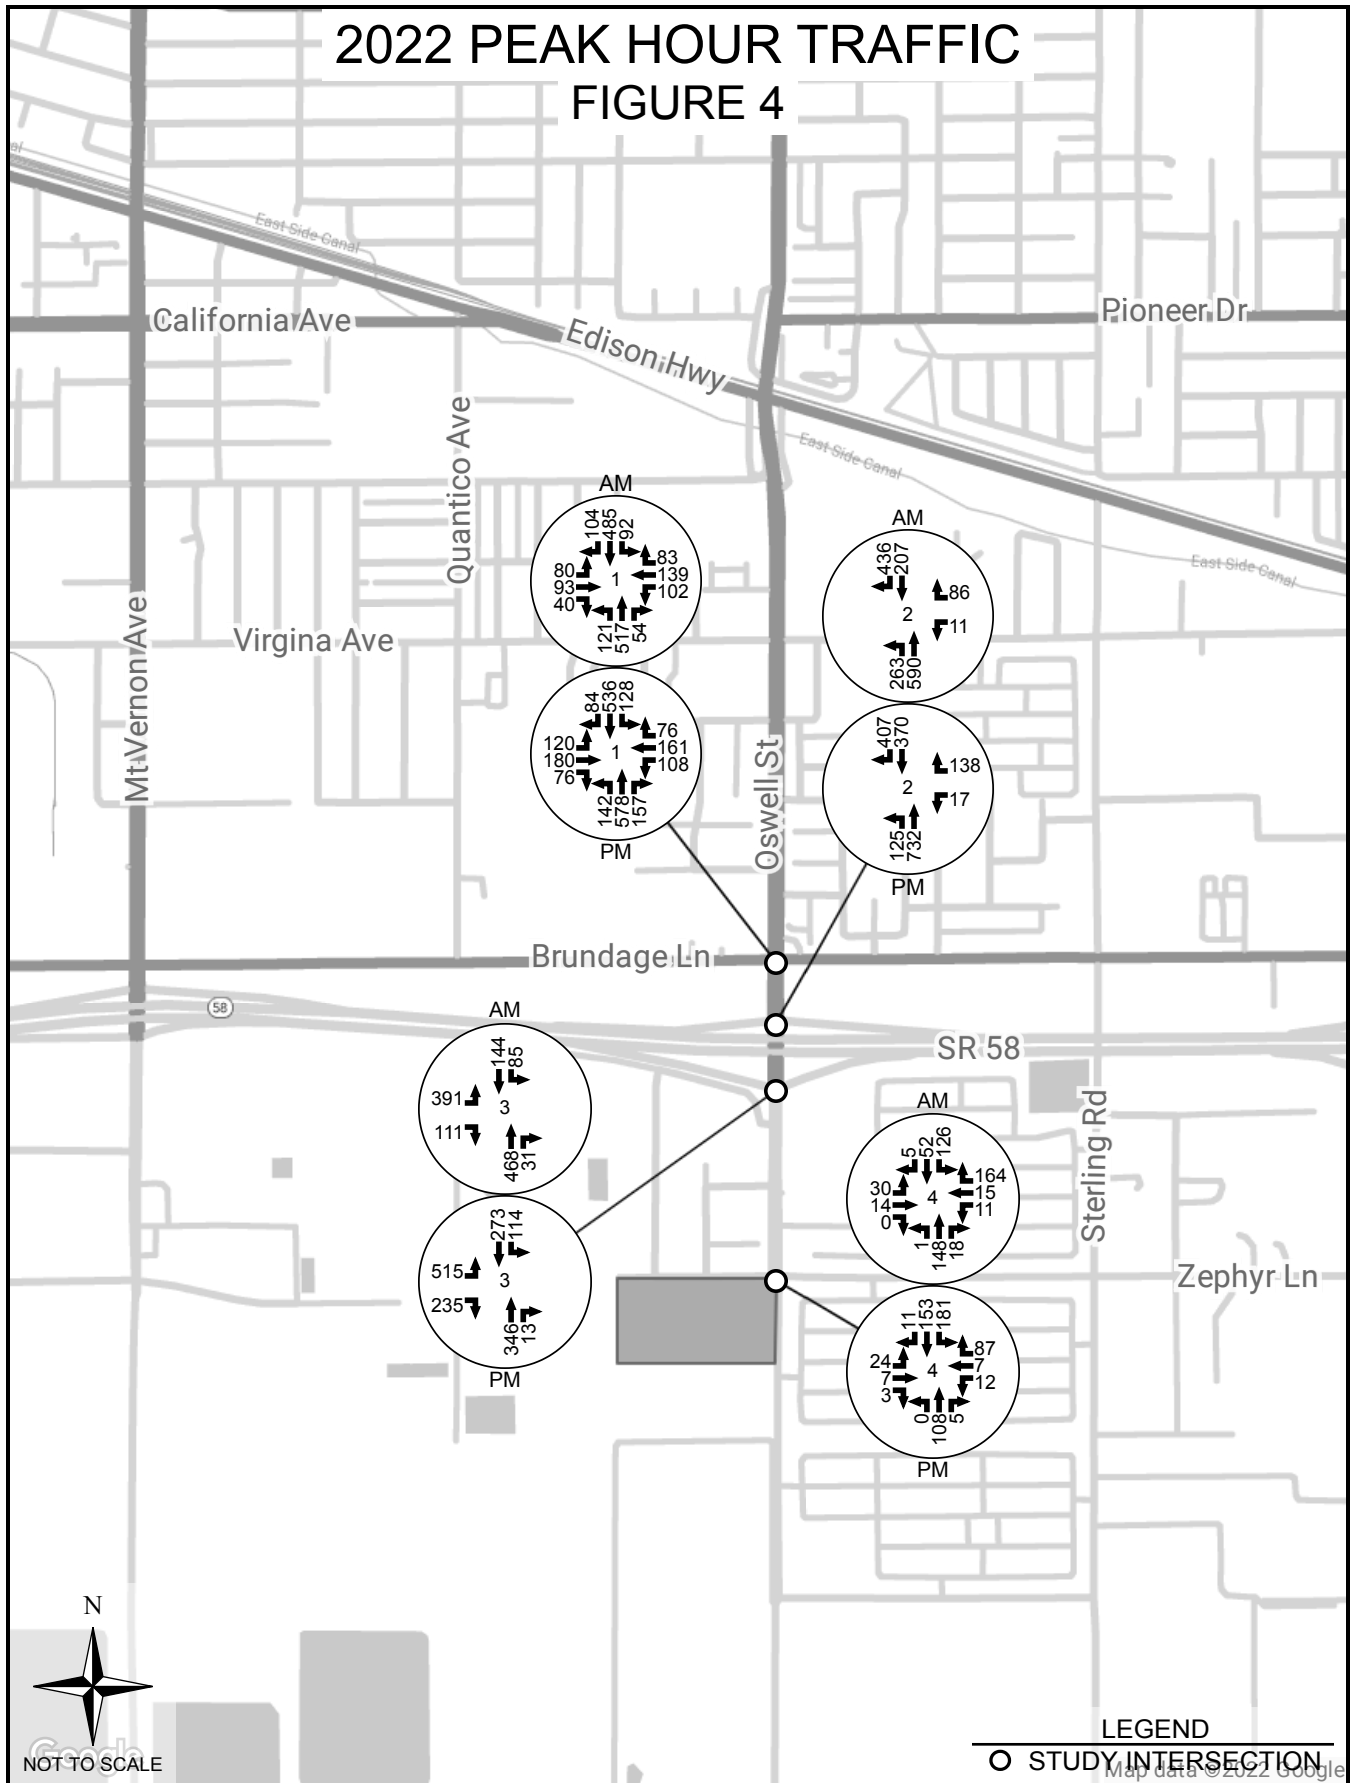 2022 PEAK HOUR TRAFFIC
FIGURE 4
al
East Side Canal
California Ave
Edison Hwy
Pioneer Dr
East Side Canal
East Side Canal
Quantico Ave
Mt Vernon Ave
Virgina Ave
Oswell St
AM
104 485 92
80 93 40
1
83 139 102
121 517 54
84 536 128
120 180 76
1
76 161 108
142 578 157
PM
AM
436 207
2
86
11
263 590
407 370
2
138
17
125 732
PM
Brundage Ln
58
SR 58
Sterling Rd
AM
144 85
391
111
3
468 31
273 114
515
235
3
346 13
PM
AM
5 52 126
30 14 0
4
164 15 11
1 148 18
11 153 181
24 7 3
4
87 7 12
0 108 5
PM
Zephyr Ln
N
Google
NOT TO SCALE
LEGEND
STUDY INTERSECTION
Map data ©2022 Google